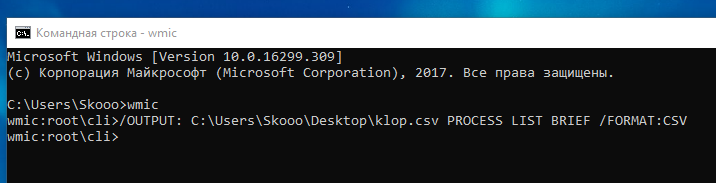 Командная строка - wmic
Microsoft Windows [Version 10.0.16299.309]
(c) Корпорация Майкрософт (Microsoft Corporation), 2017. Все права защищены.
C:\Users\Skooo>wmic
wmic:root\cli>/OUTPUT: C:\Users\Skooo\Desktop\klop.csv PROCESS LIST BRIEF /FORMAT:CSV
wmic:root\cli>